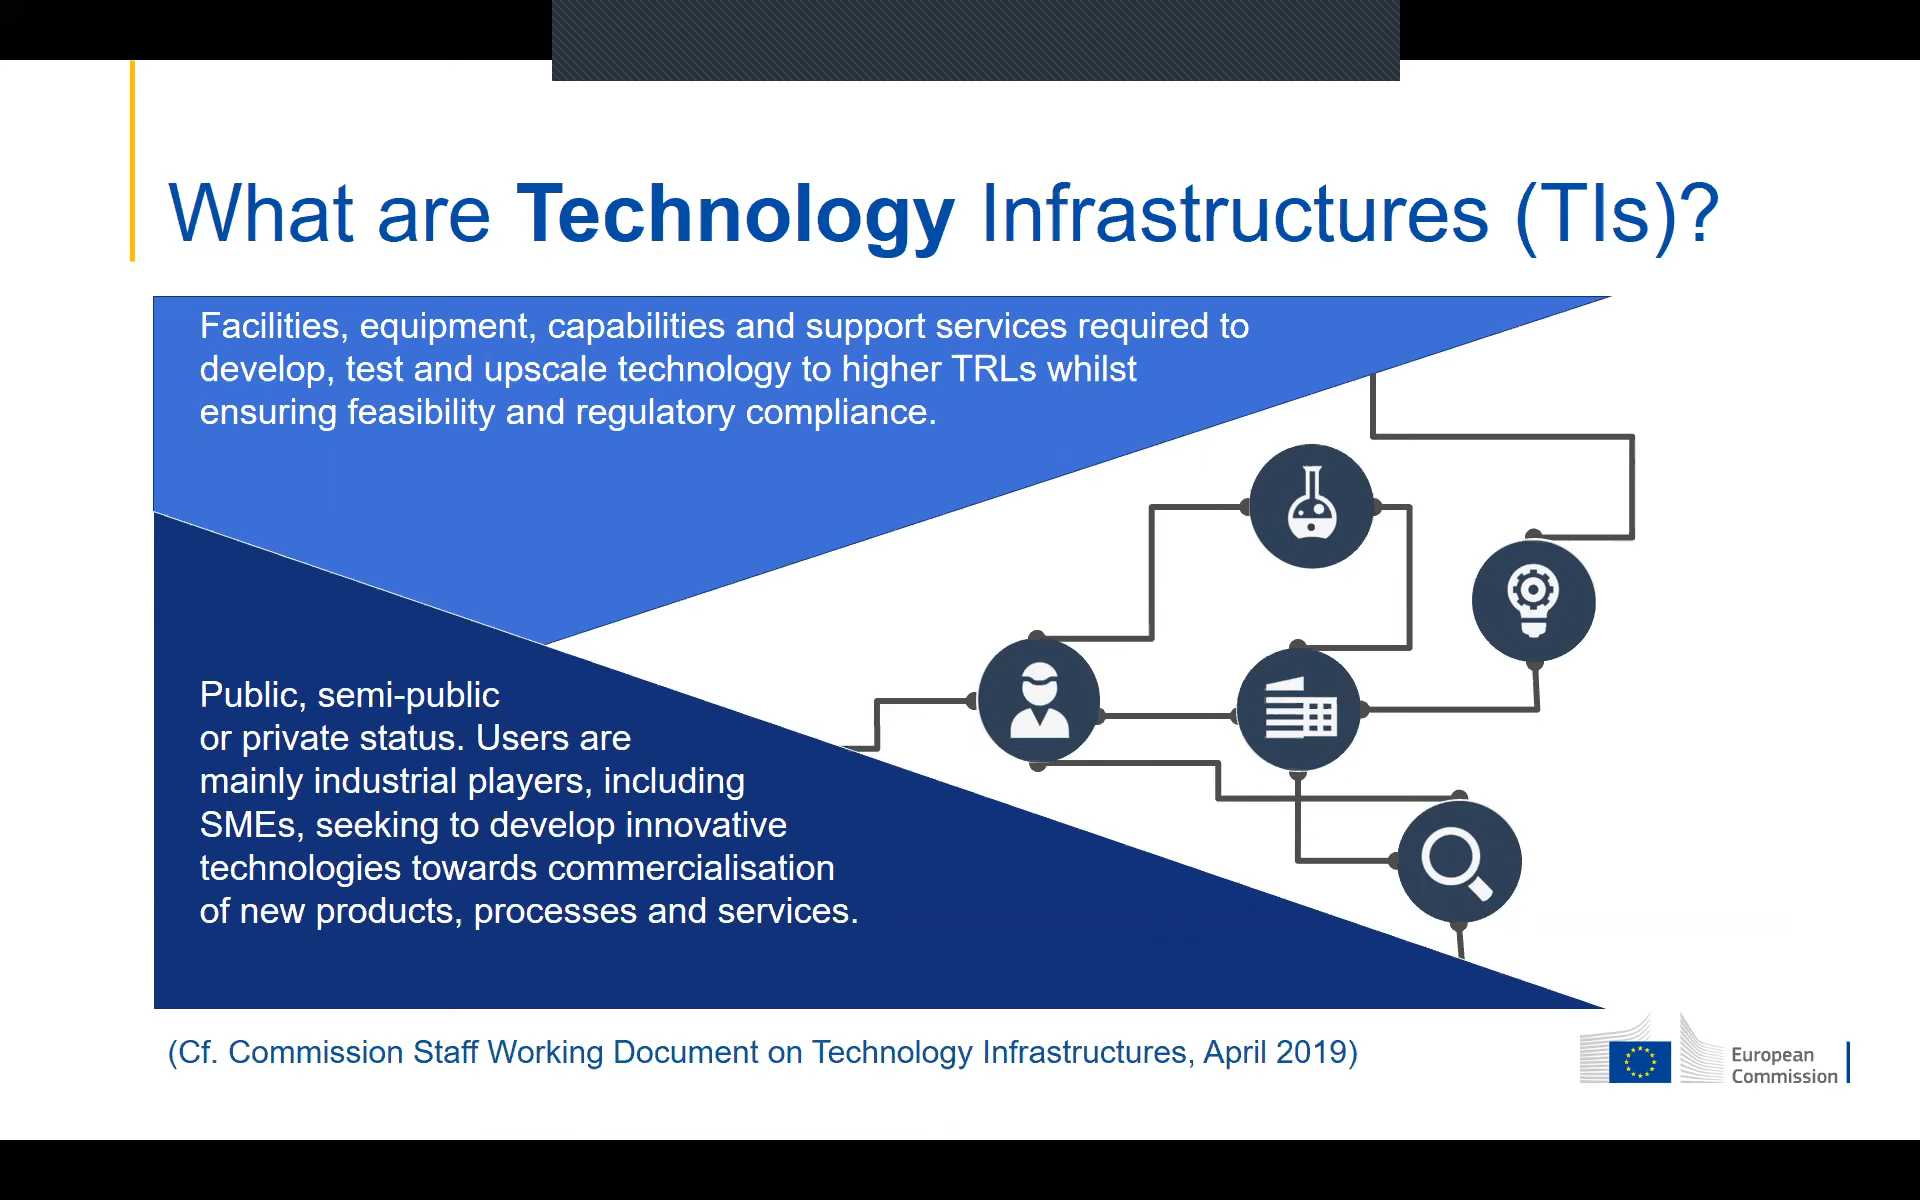 What are Technology Infrastructures (TIs)?
Facilities, equipment, capabilities and support services required to
develop, test and upscale technology to higher TRLs whilst
ensuring feasibility and regulatory compliance.
Public, semi-public
or private status. Users are
mainly industrial players, including
SMEs, seeking to develop innovative
technologies towards commercialisation
of new products, processes and services.
(Cf. Commission Staff Working Document on Technology Infrastructures, April 2019)
European
Commission